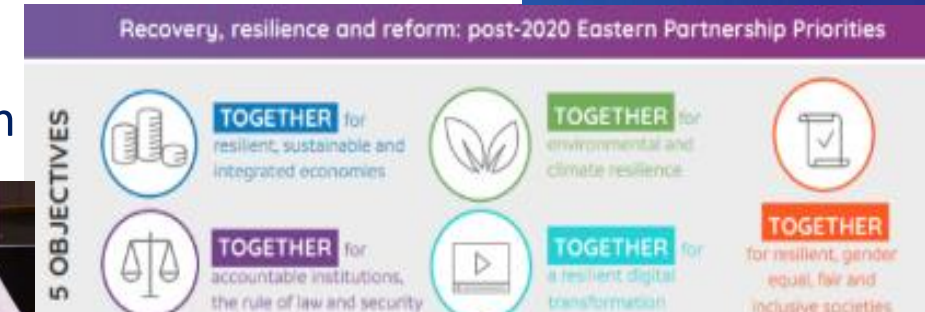 Recovery, resilience and reform: post-2020 Eastern Partnership Priorities
n
5 OBJECTIVES
TOGETHER for
resilient, sustainable and
integrated economies
TOGETHER for
environmental and
climate resilience
TOGETHER for
accountable institutions,
the rule of law and security
TOGETHER for
a resilient digital
transformation
TOGETHER
for resilient, gender
equal, fair and
inclusive societies